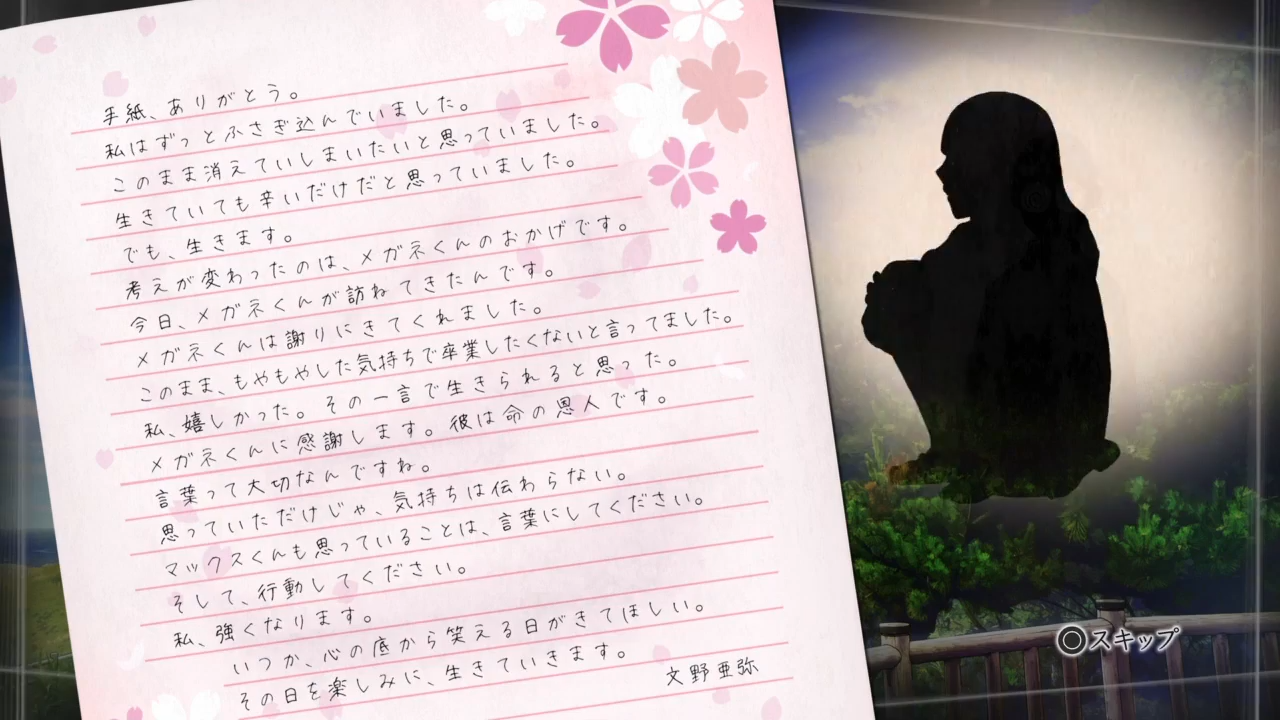 手紙、ありがとう。
私はずっとふさぎ込んでいました。
このまま消えていしまいたいと思っていました。
生きていても辛いだけだと思っていました。
でも、生きます。
考えが変わったのは、メガネくんのおかげです。
今日、メガネくんが訪ねてきたんです。
メガネくんは謝りにきてくれました。
このまま、もやもやした気持ちで卒業したくないと言ってました。
私、嬉しかった。その一言で生きられると思った。
メガネくんに感謝します。彼は命の恩人です。
言葉って大切なんですね。
思っていただけじゃ、気持ちは伝わらない。
マックスくんも思っていることは、言葉にしてください。
そして、行動してください。
私、強くなります。
いつか、心の底から笑える日がきてほしい。
その日を楽しみに、生きていきます。
文野亜弥
スキップ